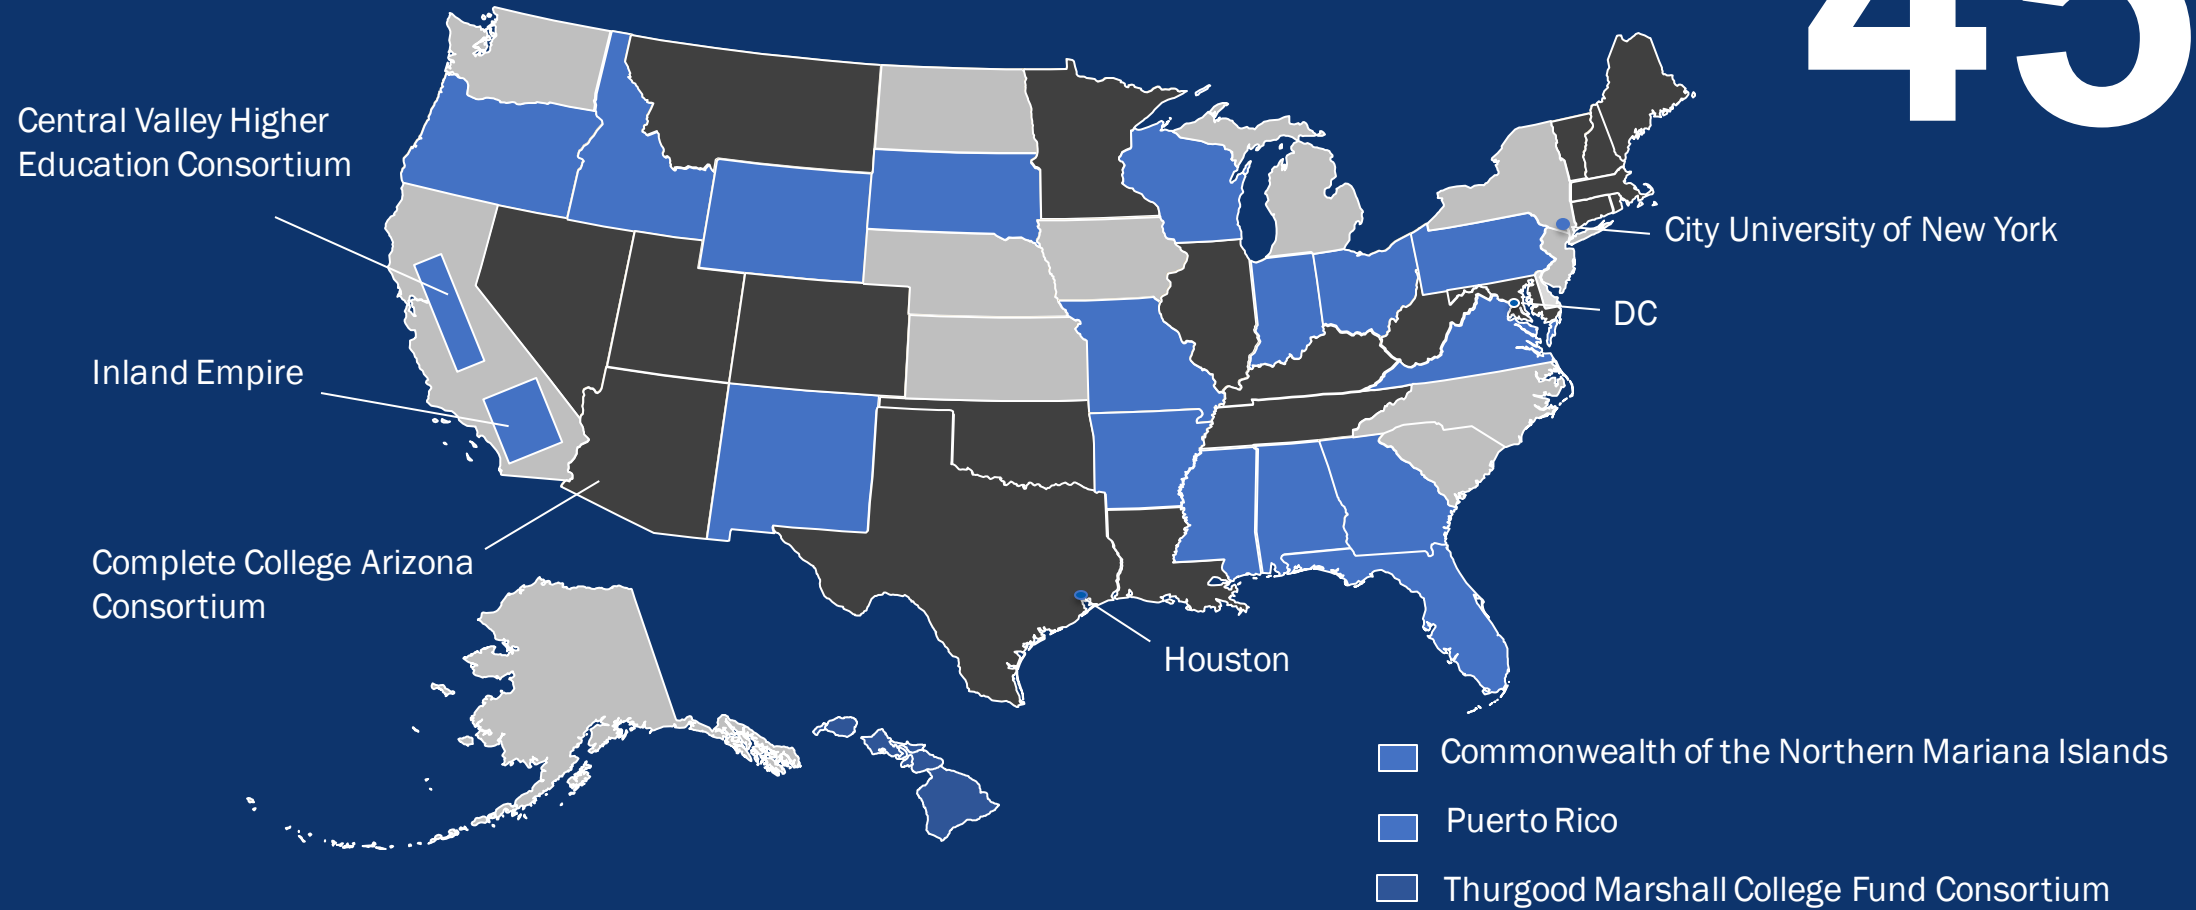 45
Central Valley Higher
Education Consortium
City University of New York
DC
Inland Empire
Complete College Arizona
Consortium
Houston
Commonwealth of the Northern Mariana Islands
Puerto Rico
Thurgood Marshall College Fund Consortium